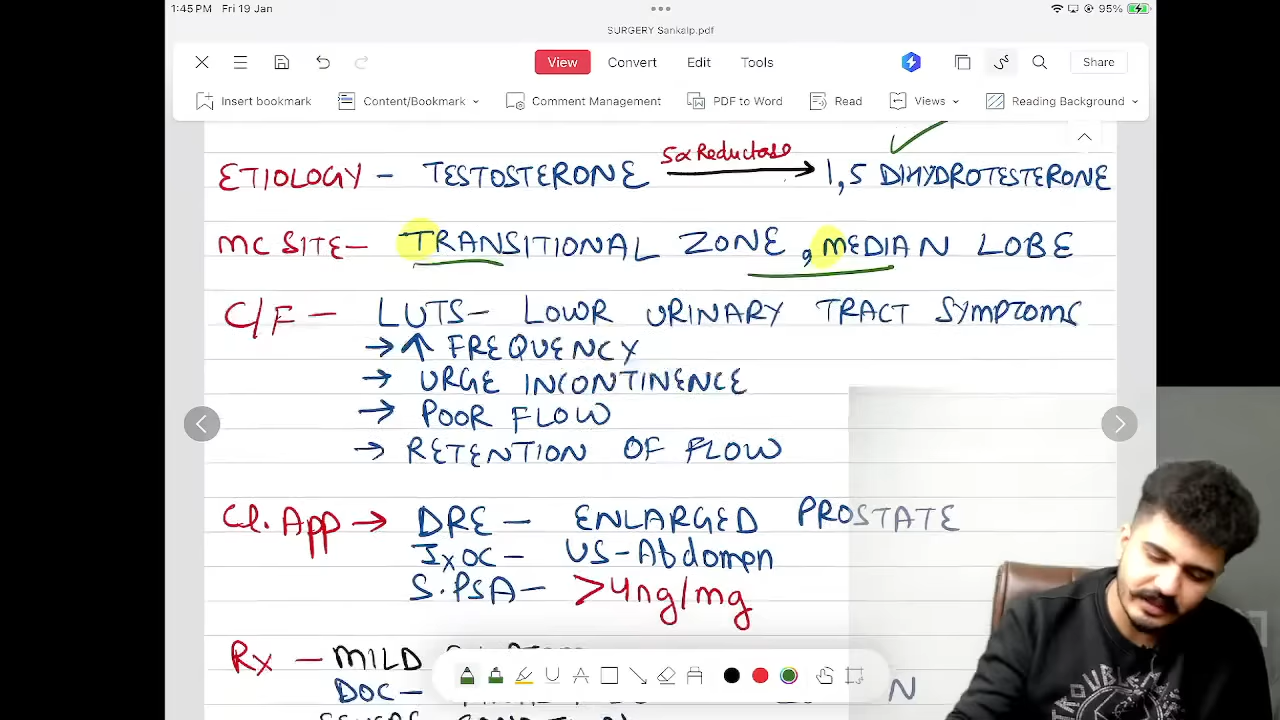 1:45 PM Fri 19 Jan
95%
SURGERY Sankalp.pdf
View Convert Edit Tools Share
Insert bookmark Content/Bookmark Comment Management PDF to Word Read Views Reading Background
ETIOLOGY - TESTOSTERONE 5α Reductase → 1,5 DIHYDROTESTERONE
MC SITE - TRANSITIONAL ZONE, MEDIAN LOBE
C/F - LUTS - LOWR URINARY TRACT SYMPTOMS
→ ↑ FREQUENCY
→ URGE INCONTINENCE
→ POOR FLOW
→ RETENTION OF FLOW
Cl. App → DRE - ENLARGED PROSTATE
IxOC - US-Abdomen
S.PSA - >4ng/mg
Rx - MILD
DOC -